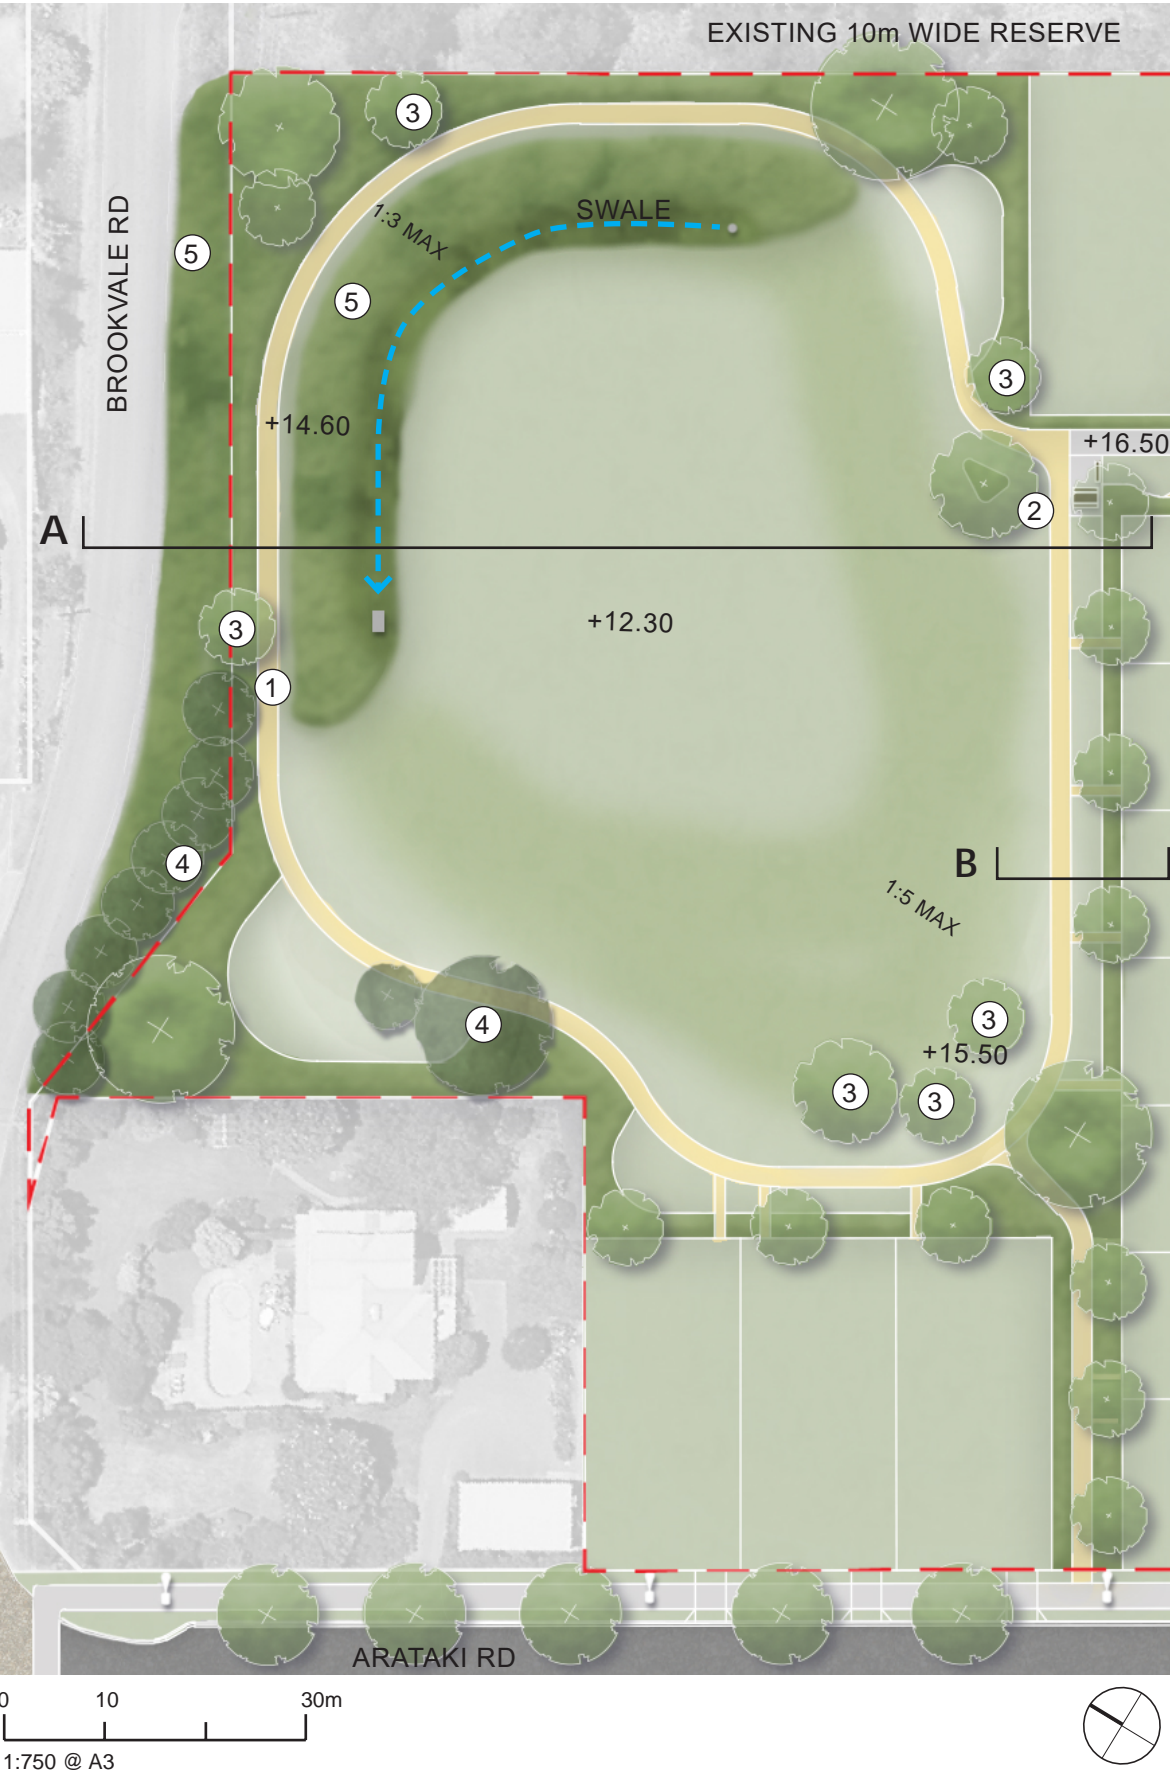 EXISTING 10m WIDE RESERVE
3
BROOKVALE RD
SWALE
1:3 MAX
5
5
3
+14.60
+16.50
2
A
+12.30
3
1
B
4
1:5 MAX
4
3
+15.50
3
3
ARATAKI RD
0 10 30m
1:750 @ A3